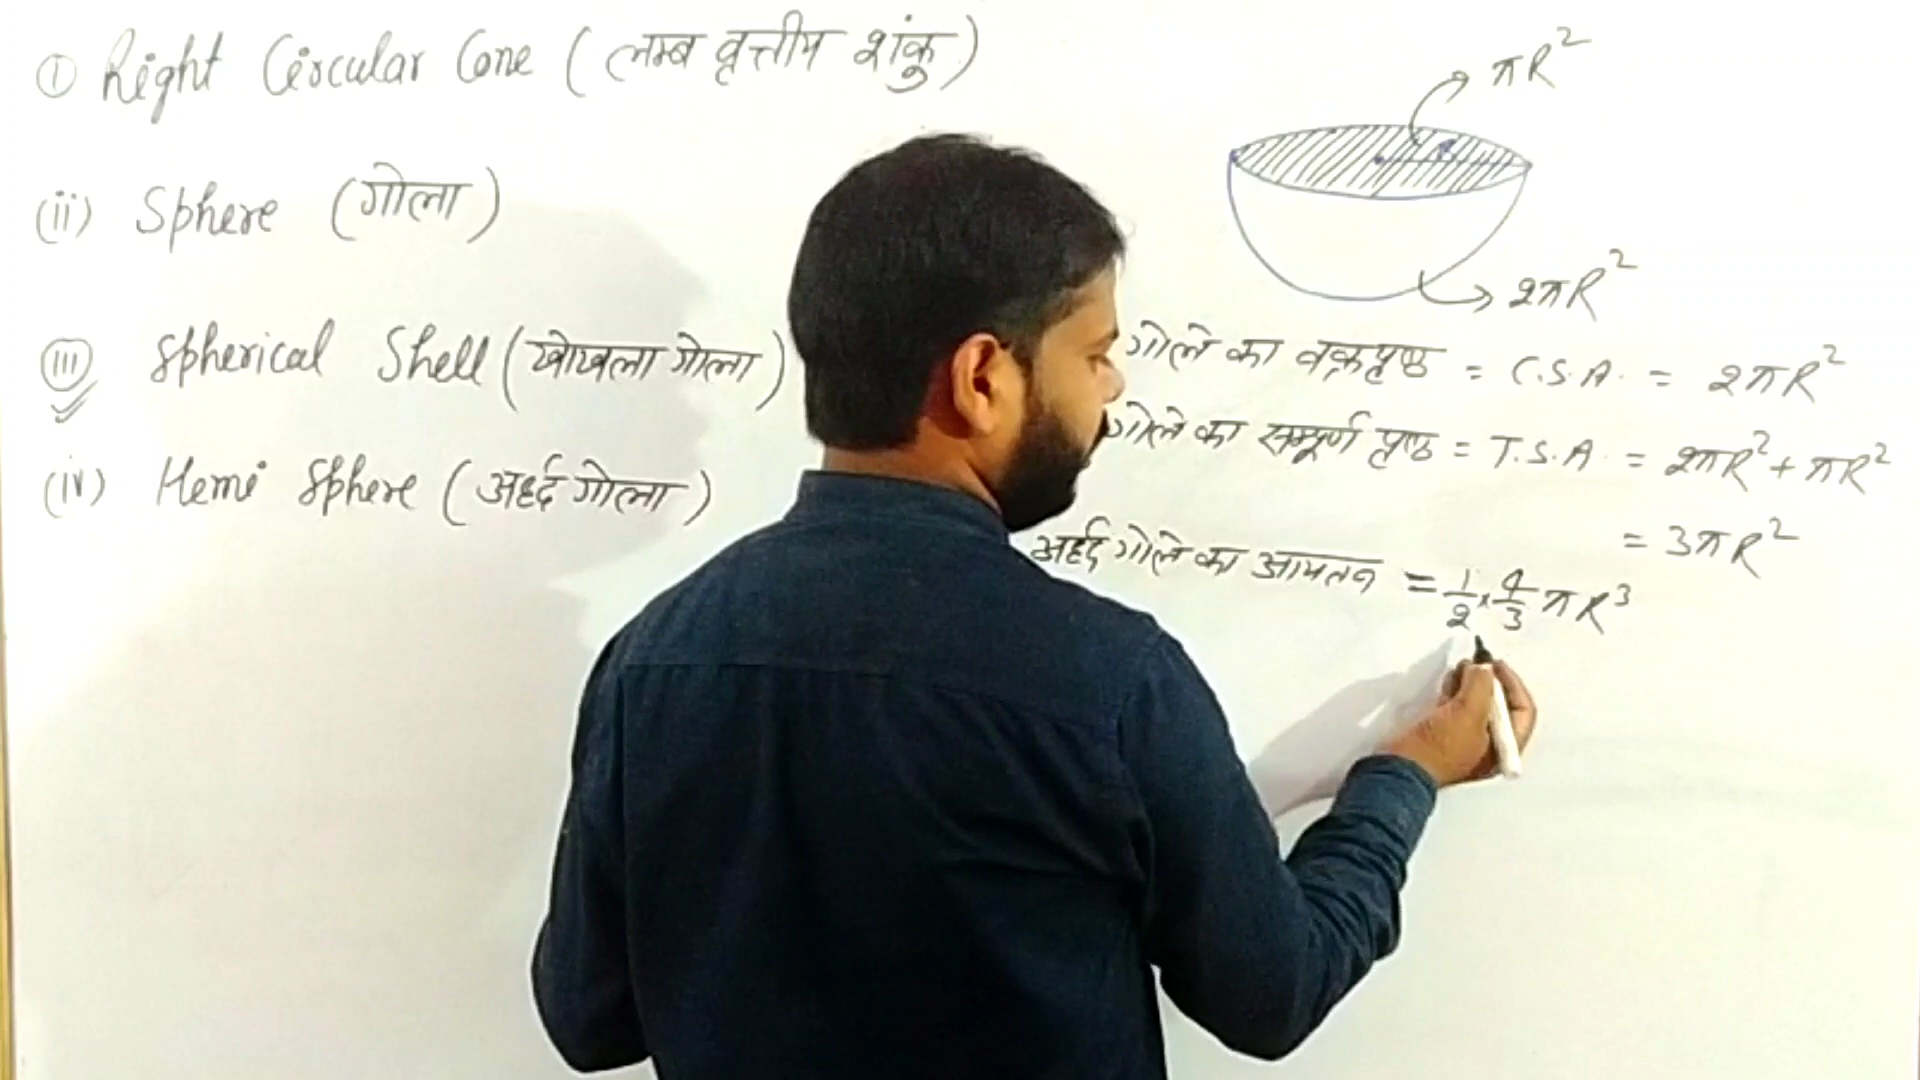 ① Right Circular Cone (लम्ब वृत्तीय शंकु)
(ii) Sphere (गोला)
(iii) Spherical Shell (खोखला गोला)
(iv) Hemi Sphere (अर्द्ध गोला)
πR²
2πR²
गोले का वक्रपृष्ठ = C.S.A. = 2πR²
गोले का सम्पूर्ण पृष्ठ = T.S.A. = 2πR² + πR²
= 3πR²
अर्द्ध गोले का आयतन = 1/2 × 4/3 πR³